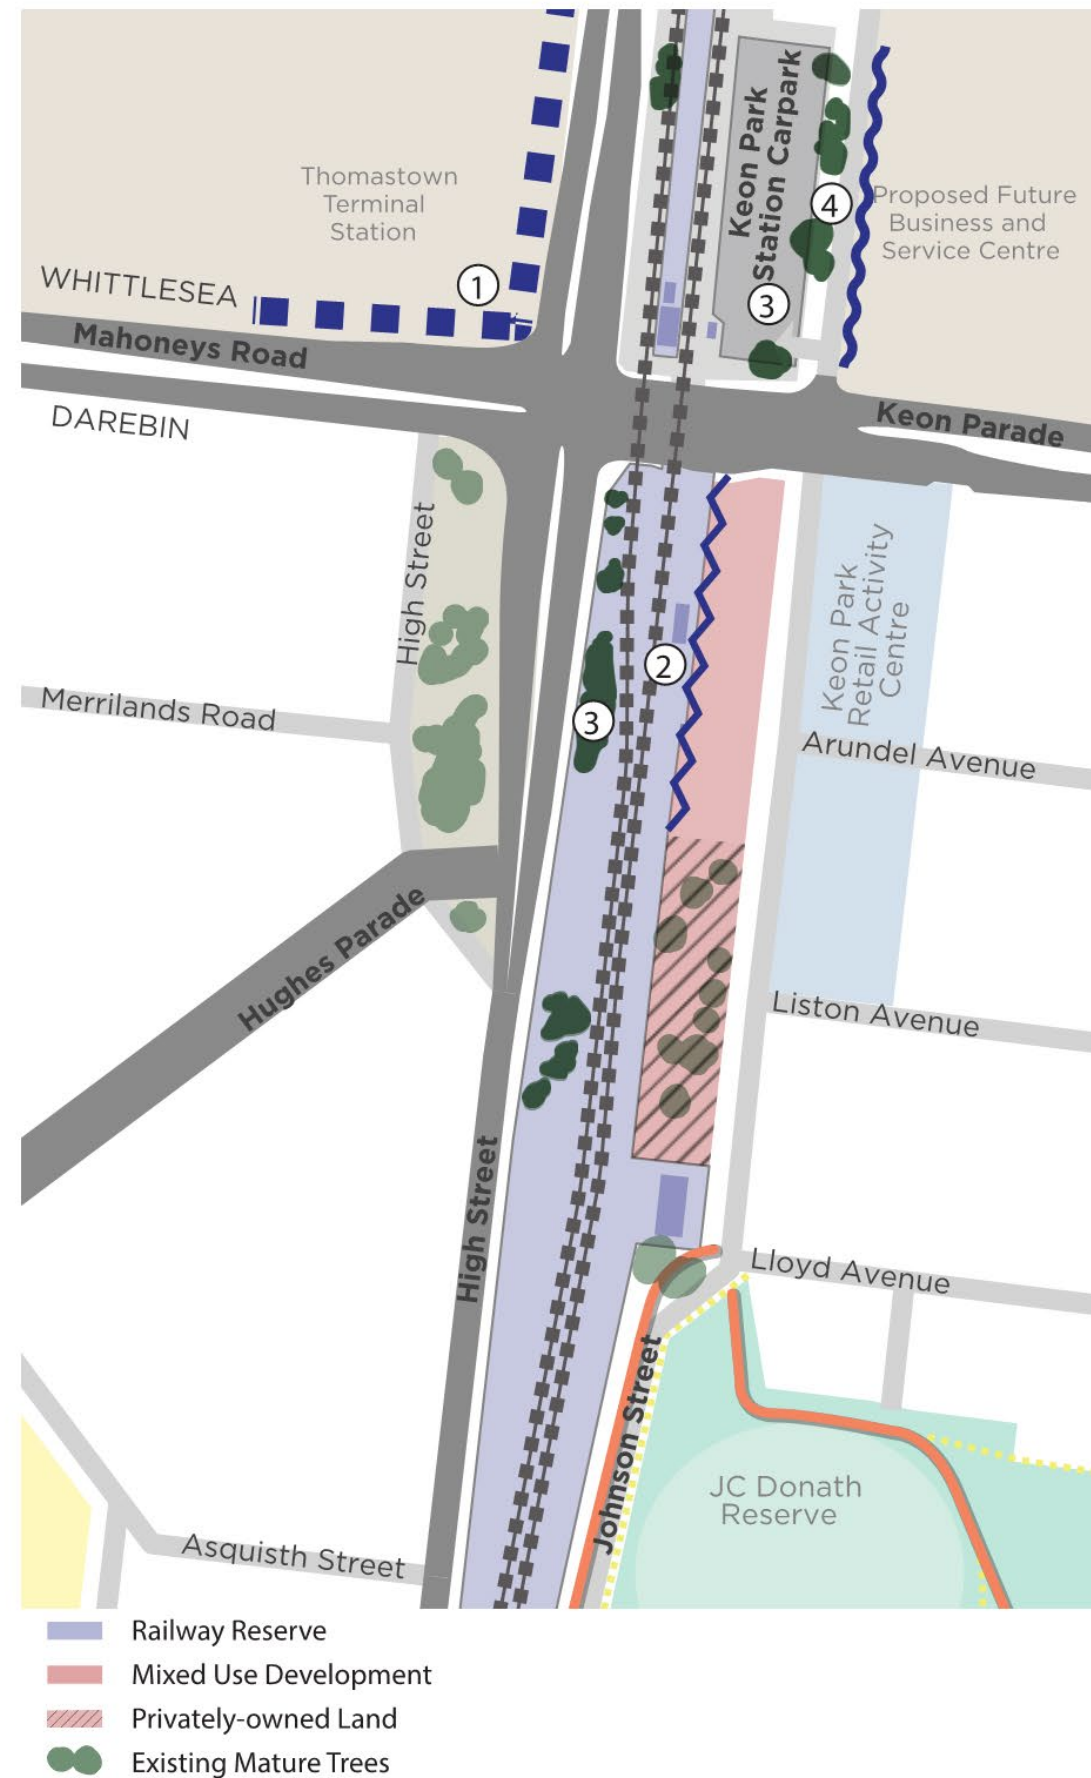 Thomastown
Terminal
Station
Keon Park
Station Carpark
4
Proposed Future
Business and
Service Centre
1
3
WHITTLESEA
Mahoneys Road
DAREBIN
Keon Parade
High Street
Keon Park
Retail Activity
Centre
2
3
Merrilands Road
Arundel Avenue
Hughes Parade
Liston Avenue
High Street
Lloyd Avenue
Johnson Street
JC Donath
Reserve
Asquisth Street
Railway Reserve
Mixed Use Development
Privately-owned Land
Existing Mature Trees